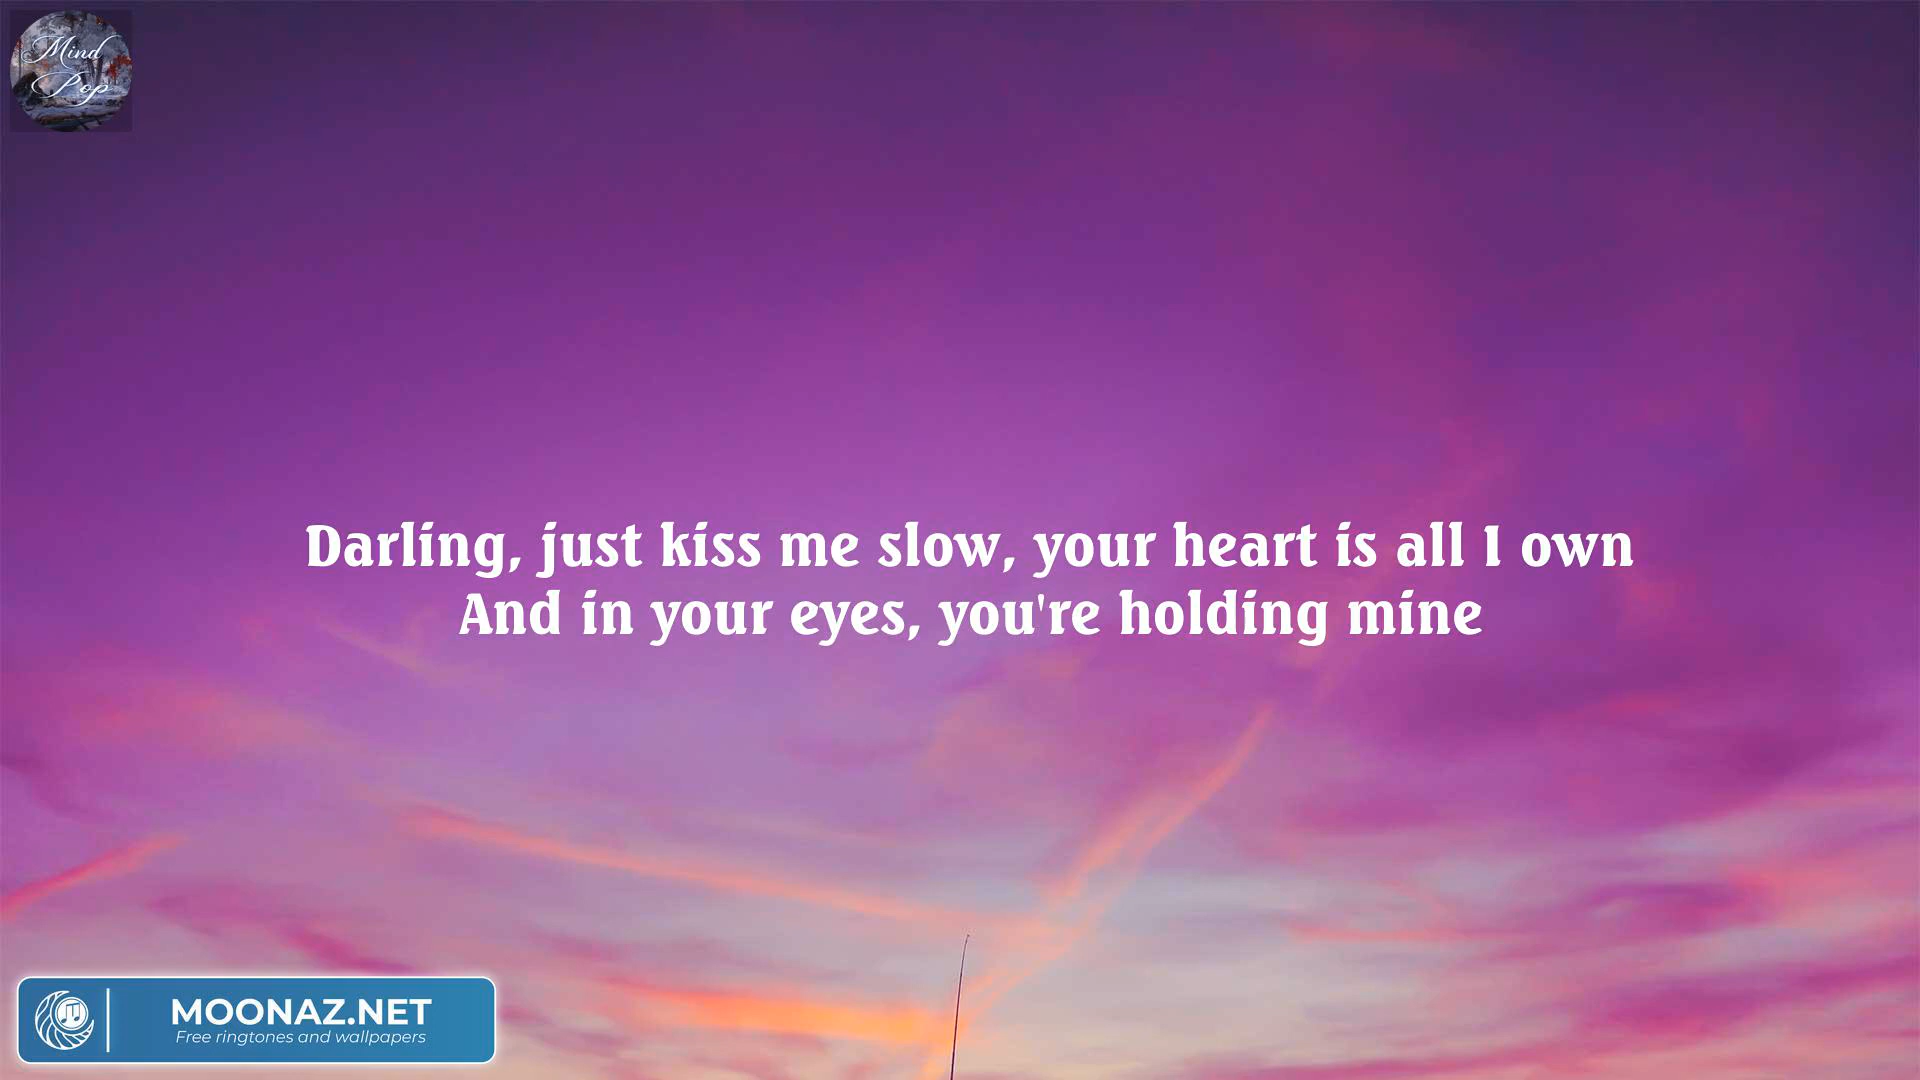 Mind
Pop
Darling, just kiss me slow, your heart is all I own
And in your eyes, you're holding mine
MOONAZ.NET
Free ringtones and wallpapers